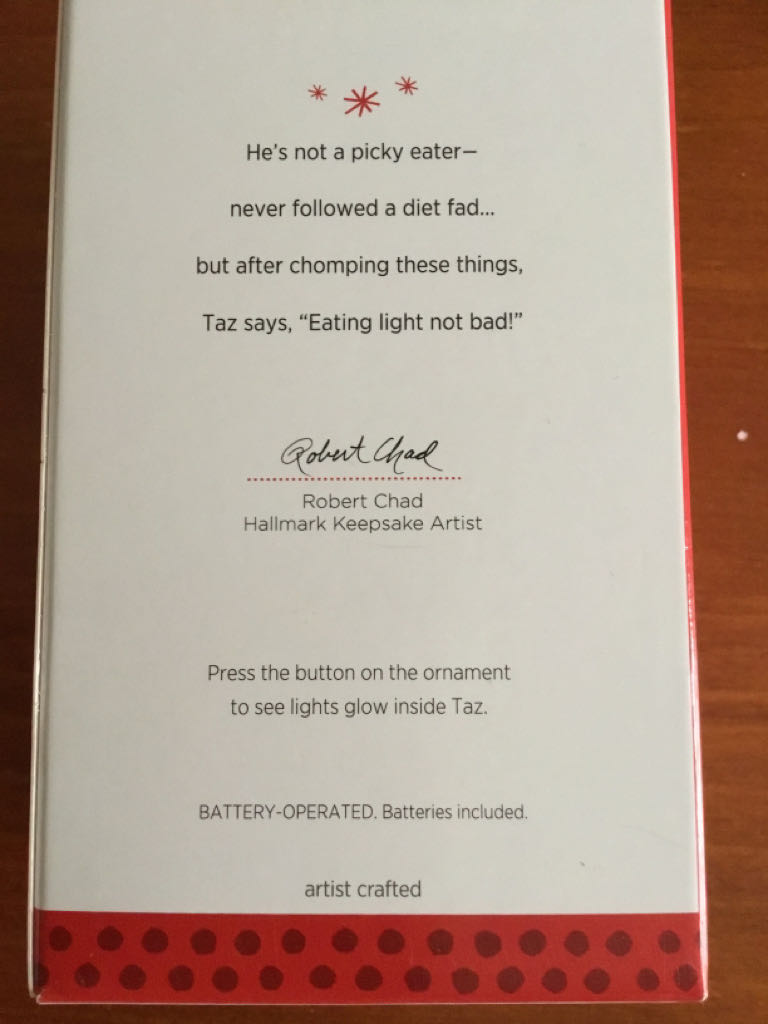 He's not a picky eater—
never followed a diet fad...
but after chomping these things,
Taz says, “Eating light not bad!”
Robert Chad
Robert Chad
Hallmark Keepsake Artist
Press the button on the ornament
to see lights glow inside Taz.
BATTERY-OPERATED. Batteries included.
artist crafted